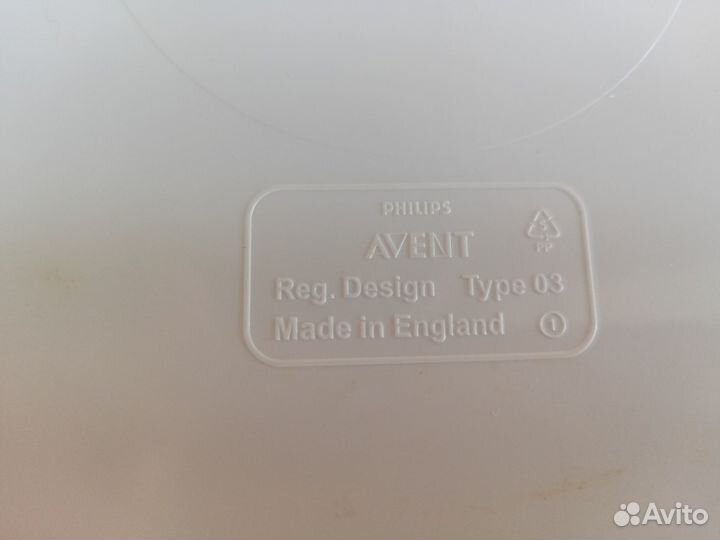 PHILIPS
AVENT
5
PP
Reg. Design Type 03
Made in England 1
Avito